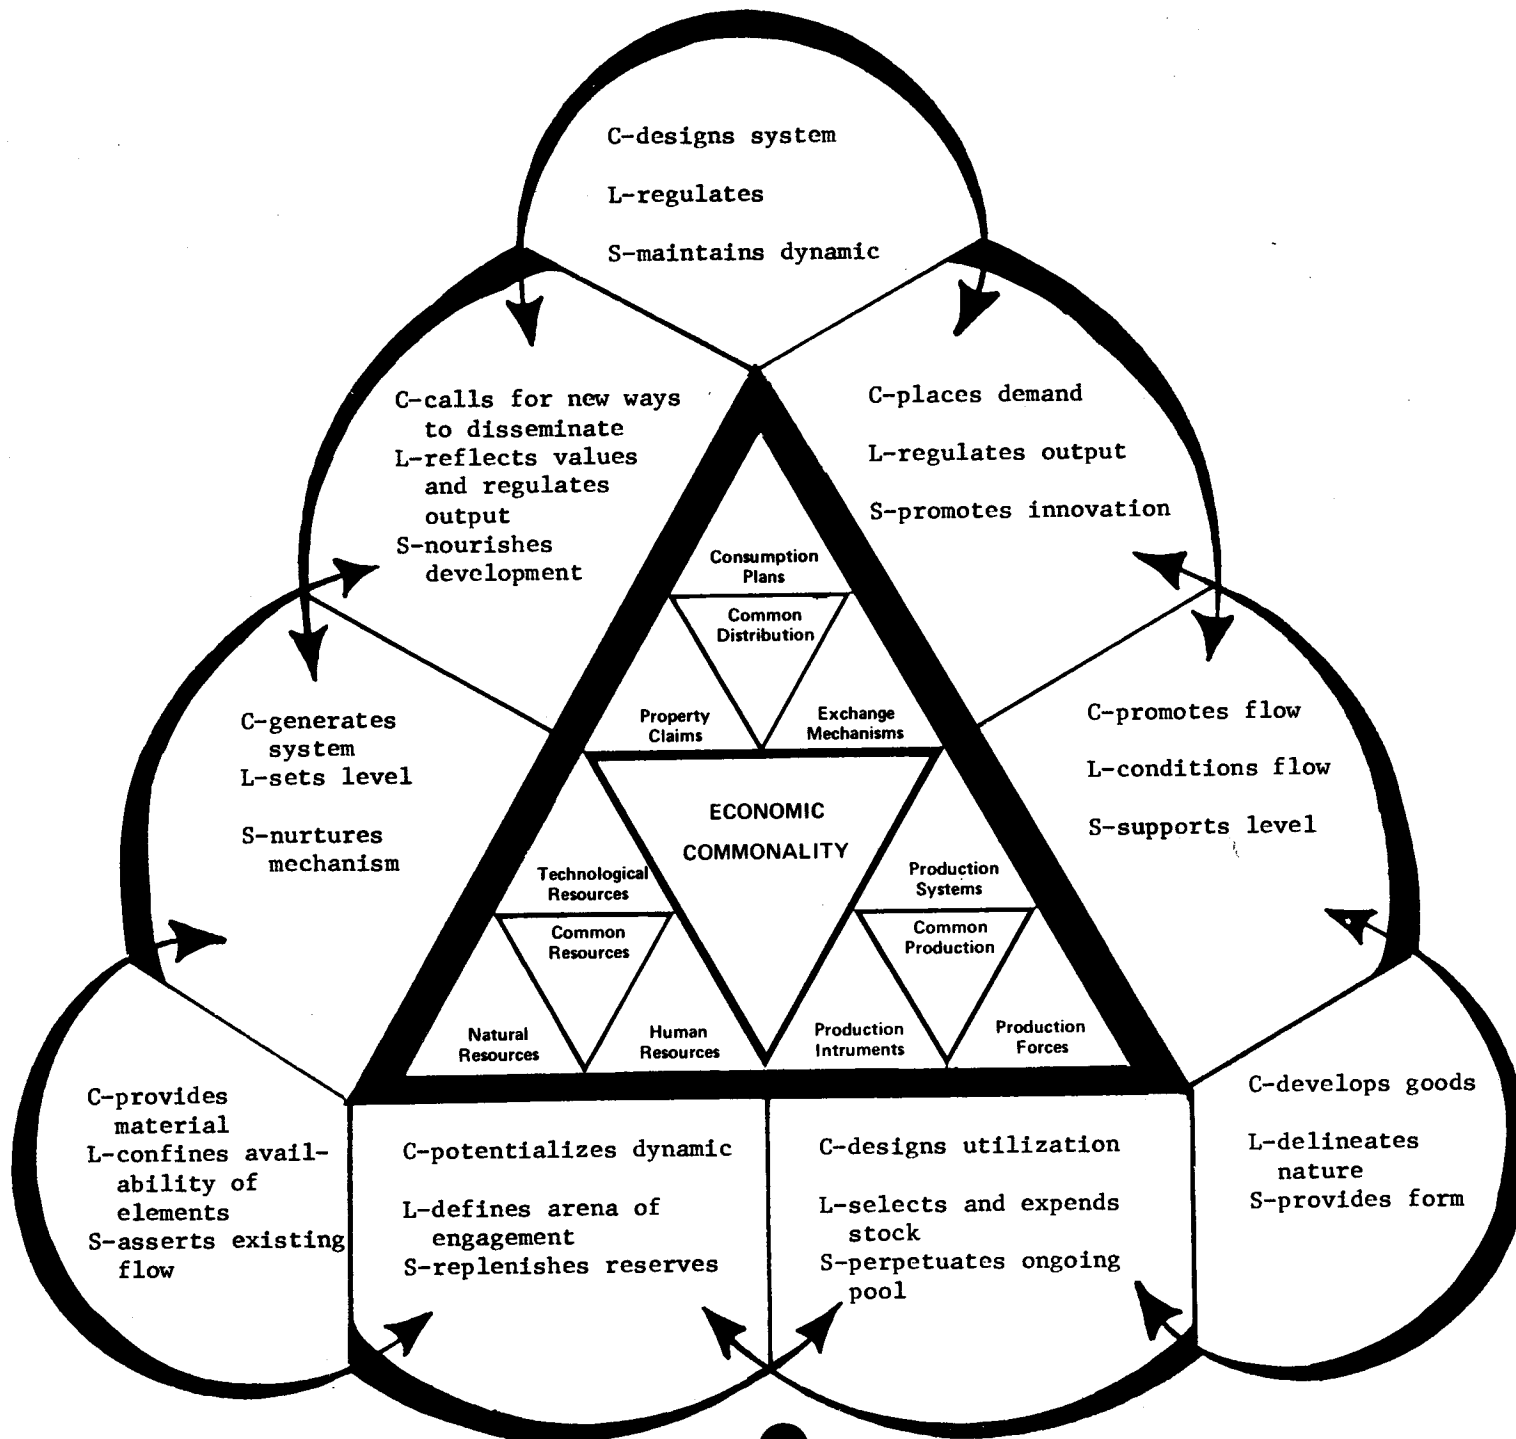 C-designs system
L-regulates
S-maintains dynamic
C-calls for new ways
to disseminate
L-reflects values
and regulates
output
S-nourishes
development
C-places demand
L-regulates output
S-promotes innovation
Consumption
Plans
Common
Distribution
Property
Claims
Exchange
Mechanisms
C-generates
system
L-sets level
S-nurtures
mechanism
C-promotes flow
L-conditions flow
S-supports level
ECONOMIC
COMMONALITY
Technological
Resources
Common
Resources
Natural
Resources
Human
Resources
Production
Systems
Common
Production
Production
Intruments
Production
Forces
C-provides
material
L-confines avail-
ability of
elements
S-asserts existing
flow
C-potentializes dynamic
L-defines arena of
engagement
S-replenishes reserves
C-designs utilization
L-selects and expends
stock
S-perpetuates ongoing
pool
C-develops goods
L-delineates
nature
S-provides form